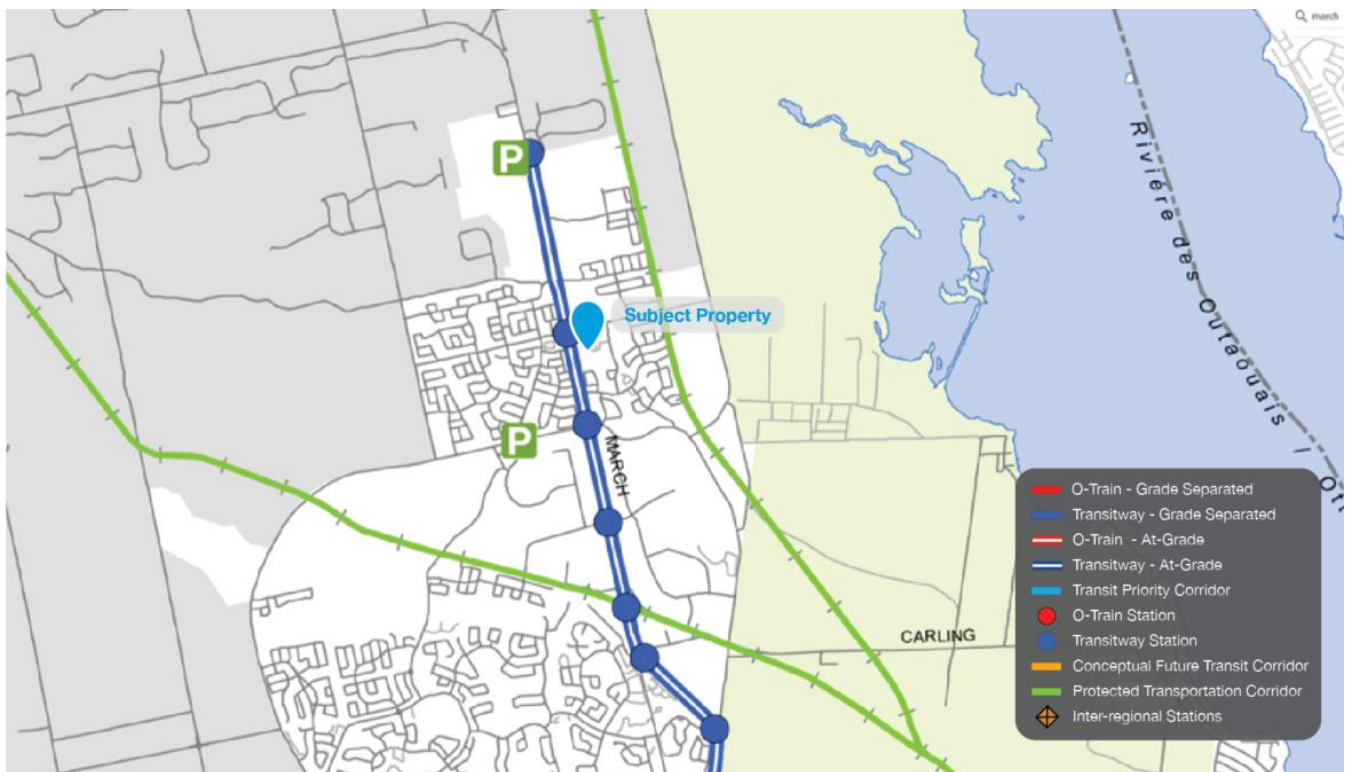 march
P
Rivière des Outaouais / Ott
Subject Property
P
MARCH
CARLING
O-Train - Grade Separated
Transitway - Grade Separated
O-Train - At-Grade
Transitway - At-Grade
Transit Priority Corridor
O-Train Station
Transitway Station
Conceptual Future Transit Corridor
Protected Transportation Corridor
Inter-regional Stations